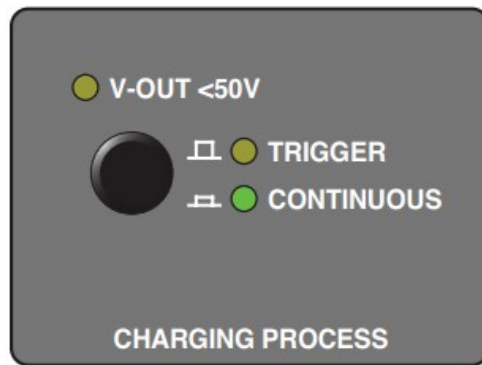 V-OUT <50V
TRIGGER
CONTINUOUS
CHARGING PROCESS